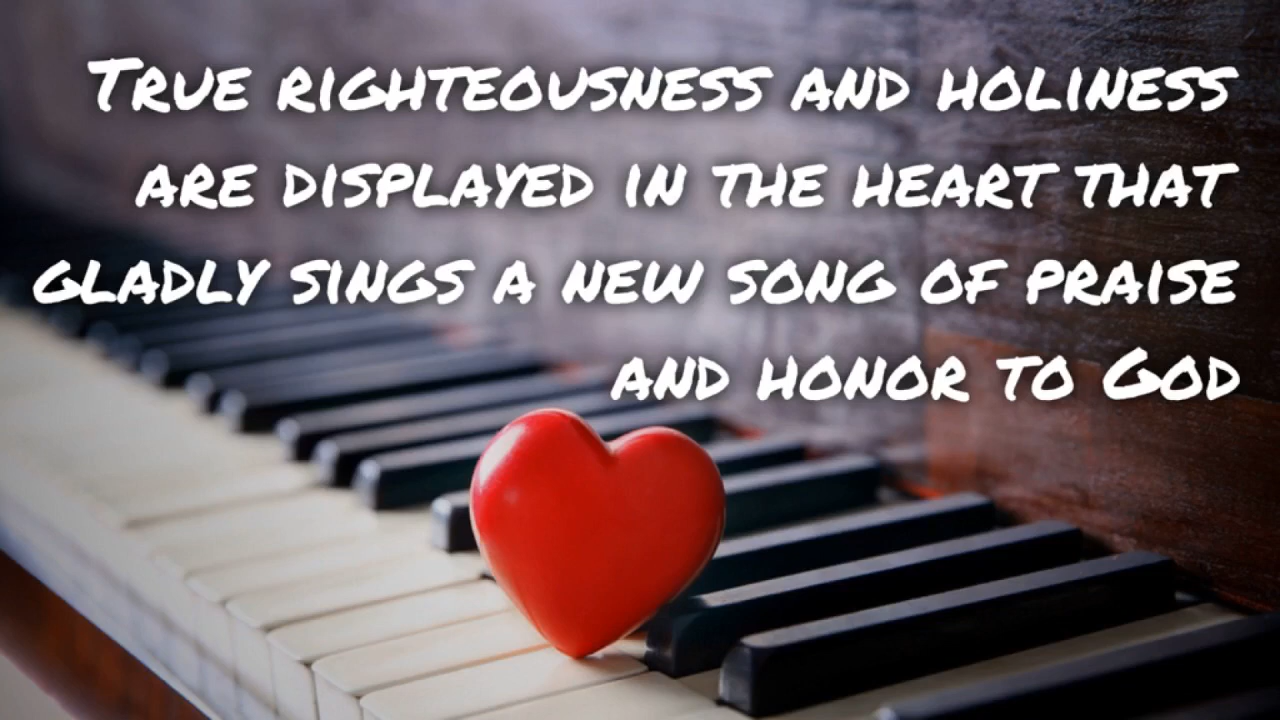 True righteousness and holiness
are displayed in the heart that
gladly sings a new song of praise
and honor to God